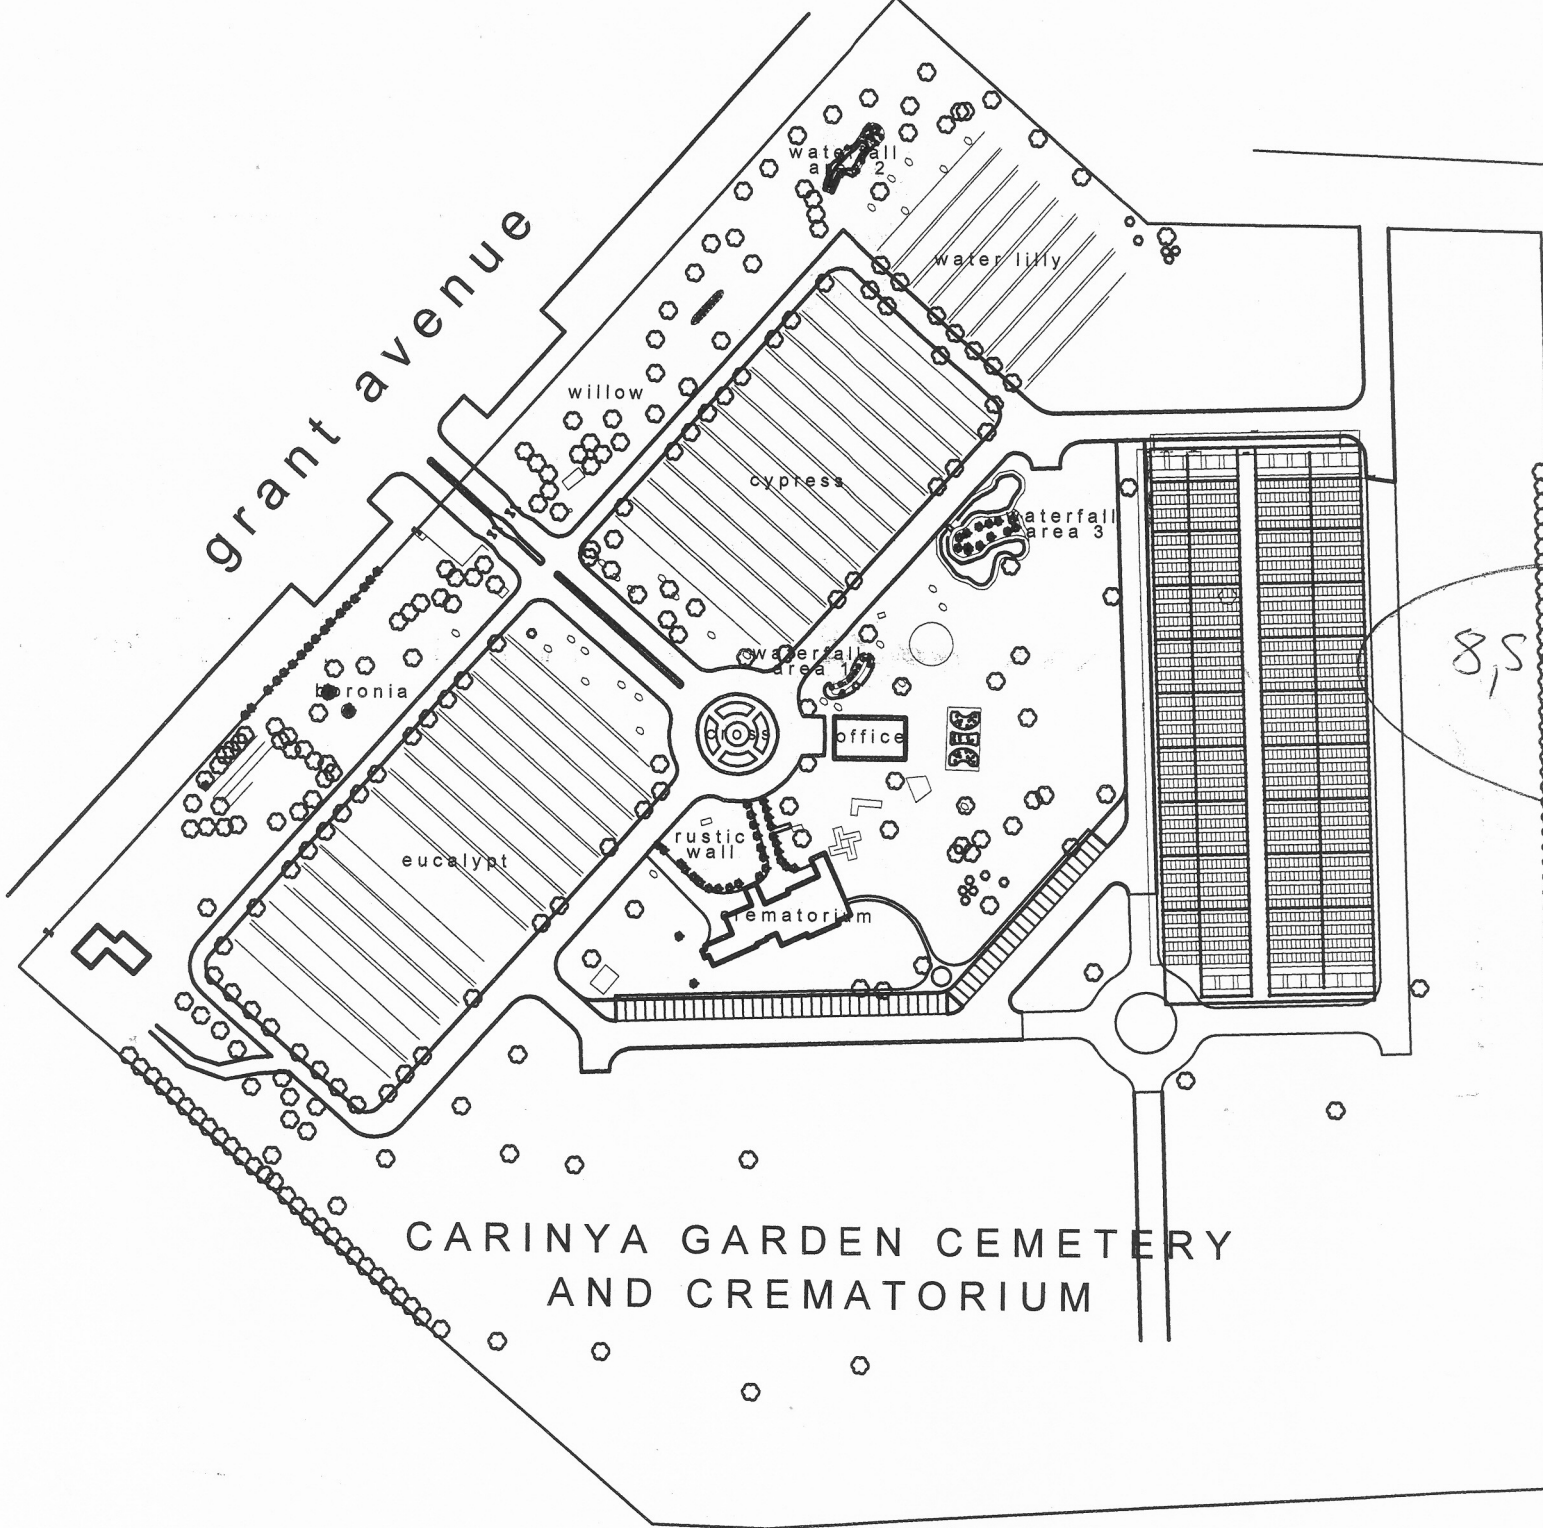 grant avenue
waterfall
area 2
water lilly
willow
cypress
waterfall
area 3
waterfall
area 1
boronia
cross
office
rustic
wall
eucalypt
crematorium
8,5
CARINYA GARDEN CEMETERY
AND CREMATORIUM